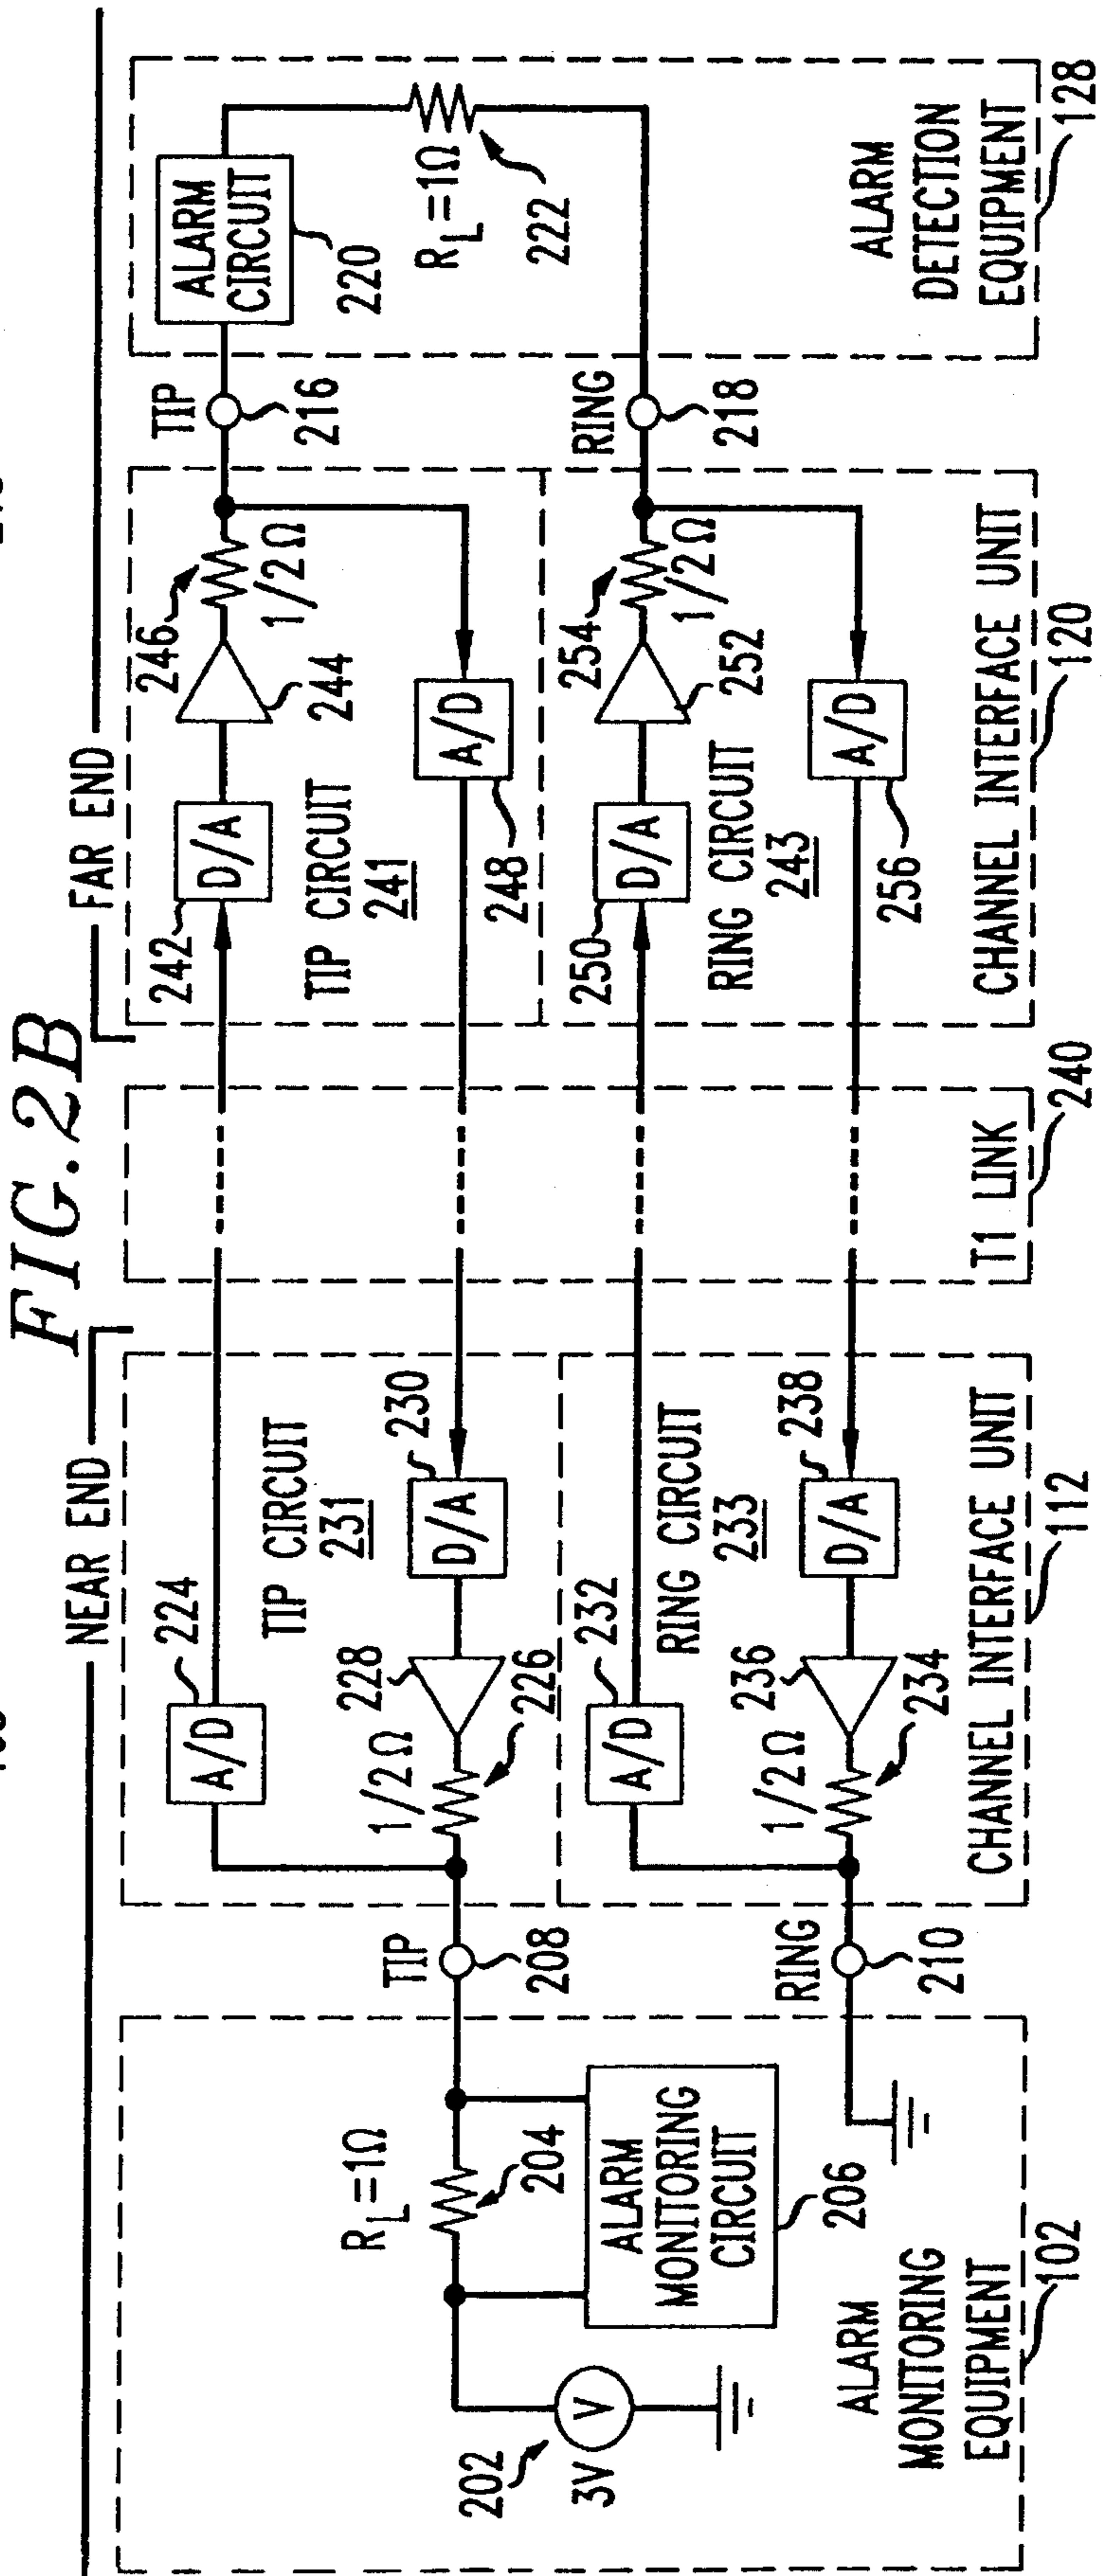 FIG. 2B
NEAR END
FAR END
3V
V
202
R_L=1Ω
204
ALARM
MONITORING
CIRCUIT
206
ALARM
MONITORING
EQUIPMENT
102
TIP
208
RING
210
224
A/D
TIP CIRCUIT
231
1/2Ω
226
228
230
D/A
232
A/D
RING CIRCUIT
233
1/2Ω
234
236
238
D/A
CHANNEL INTERFACE UNIT
112
T1 LINK
240
242
D/A
244
246
1/2Ω
TIP CIRCUIT
241
A/D
248
250
D/A
252
254
1/2Ω
RING CIRCUIT
243
A/D
256
CHANNEL INTERFACE UNIT
120
TIP
216
RING
218
ALARM
CIRCUIT
220
R_L=1Ω
222
ALARM
DETECTION
EQUIPMENT
128